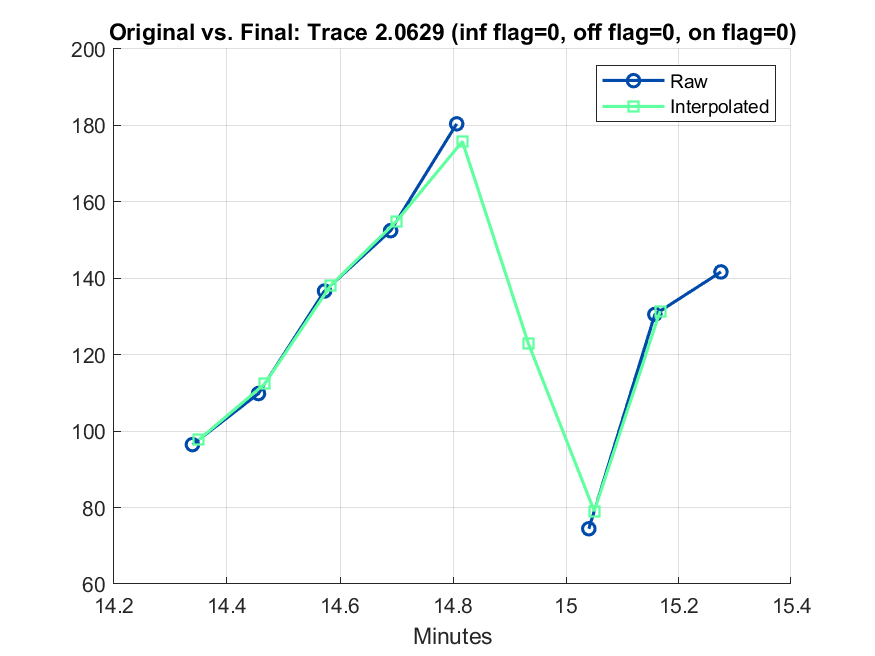 Original vs. Final: Trace 2.0629 (inf flag=0, off flag=0, on flag=0)
200
180
160
140
120
100
80
60
Raw
Interpolated
14.2 14.4 14.6 14.8 15 15.2 15.4
Minutes